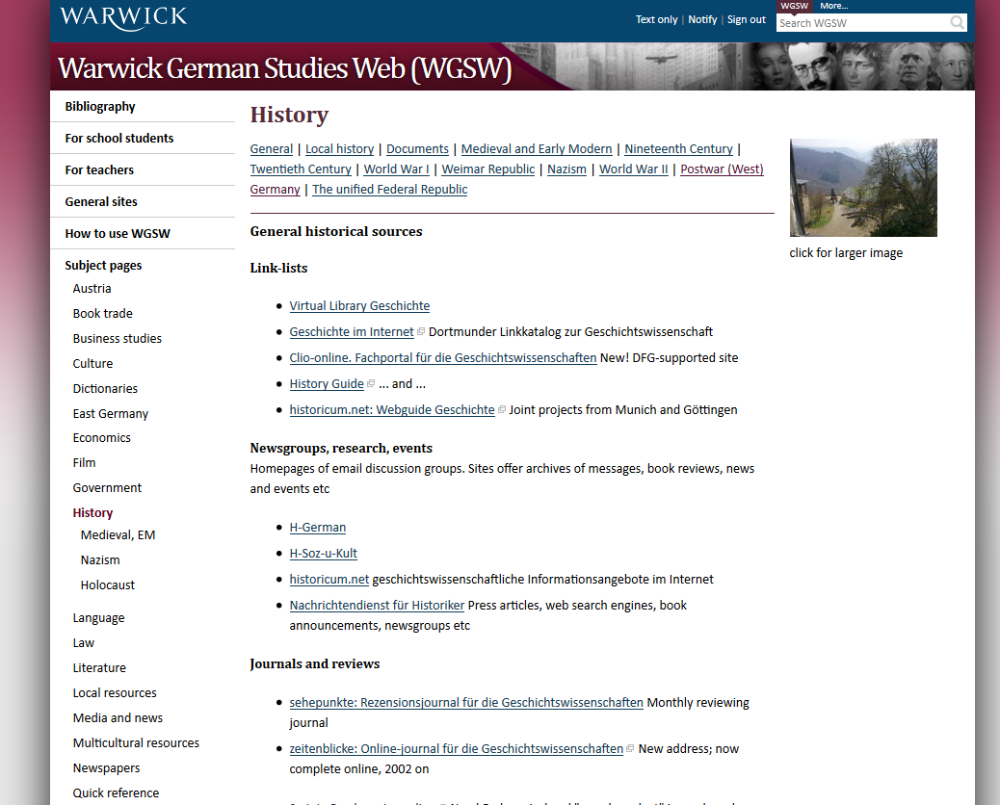 WARWICK
Text only | Notify | Sign out
WGSW More...
Search WGSW
Warwick German Studies Web (WGSW)
Bibliography
For school students
For teachers
General sites
How to use WGSW
Subject pages
Austria
Book trade
Business studies
Culture
Dictionaries
East Germany
Economics
Film
Government
History
Medieval, EM
Nazism
Holocaust
Language
Law
Literature
Local resources
Media and news
Multicultural resources
Newspapers
Quick reference
History
General | Local history | Documents | Medieval and Early Modern | Nineteenth Century |
Twentieth Century | World War I | Weimar Republic | Nazism | World War II | Postwar (West)
Germany | The unified Federal Republic
General historical sources
Link-lists
• Virtual Library Geschichte
• Geschichte im Internet Dortmunder Linkkatalog zur Geschichtswissenschaft
• Clio-online. Fachportal für die Geschichtswissenschaften New! DFG-supported site
• History Guide ... and ...
• historicum.net: Webguide Geschichte Joint projects from Munich and Göttingen
Newsgroups, research, events
Homepages of email discussion groups. Sites offer archives of messages, book reviews, news
and events etc
• H-German
• H-Soz-u-Kult
• historicum.net geschichtswissenschaftliche Informationsangebote im Internet
• Nachrichtendienst für Historiker Press articles, web search engines, book
announcements, newsgroups etc
Journals and reviews
• sehepunkte: Rezensionsjournal für die Geschichtswissenschaften Monthly reviewing
journal
• zeitenblicke: Online-journal für die Geschichtswissenschaften New address; now
complete online, 2002 on
click for larger image